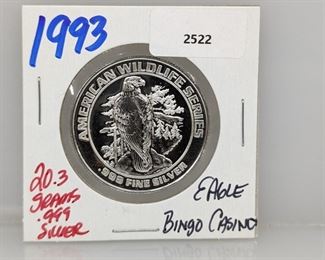 1993
2522
AMERICAN WILDLIFE SERIES
.999 FINE SILVER
20.3
GRAMS
.999
SILVER
EAGLE
BINGO CASINO